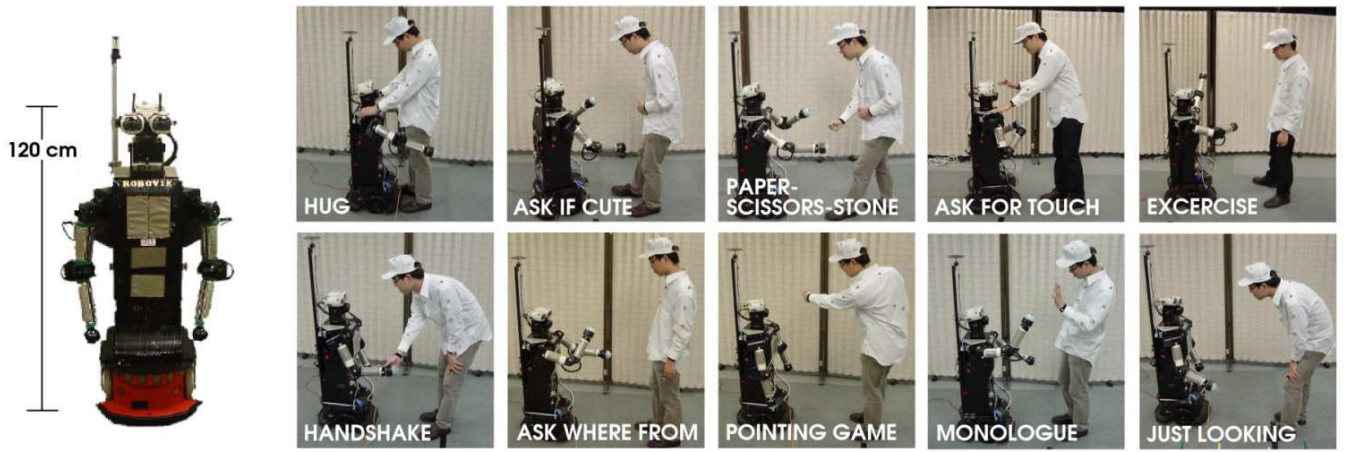 120 cm
ROBOVIE
HUG
ASK IF CUTE
PAPER-
SCISSORS-STONE
ASK FOR TOUCH
EXCERCISE
HANDSHAKE
ASK WHERE FROM
POINTING GAME
MONOLOGUE
JUST LOOKING